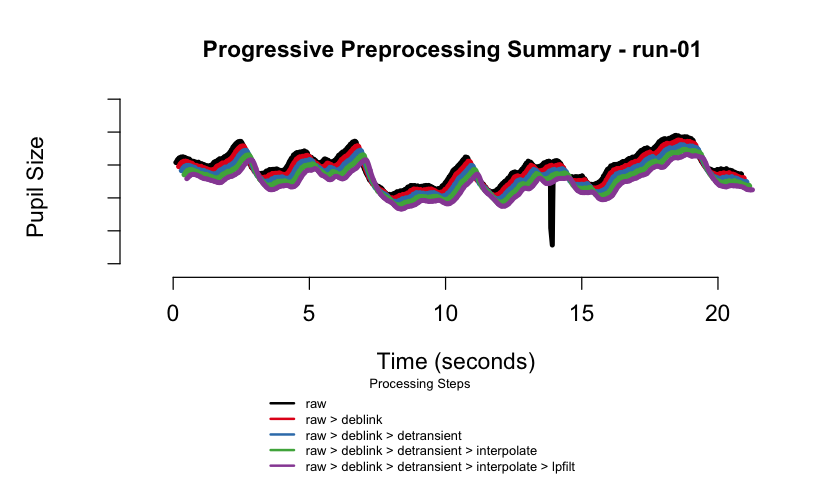 Progressive Preprocessing Summary - run-01
Pupil Size
0 5 10 15 20
Time (seconds)
Processing Steps
raw
raw > deblink
raw > deblink > detransient
raw > deblink > detransient > interpolate
raw > deblink > detransient > interpolate > lpfilt